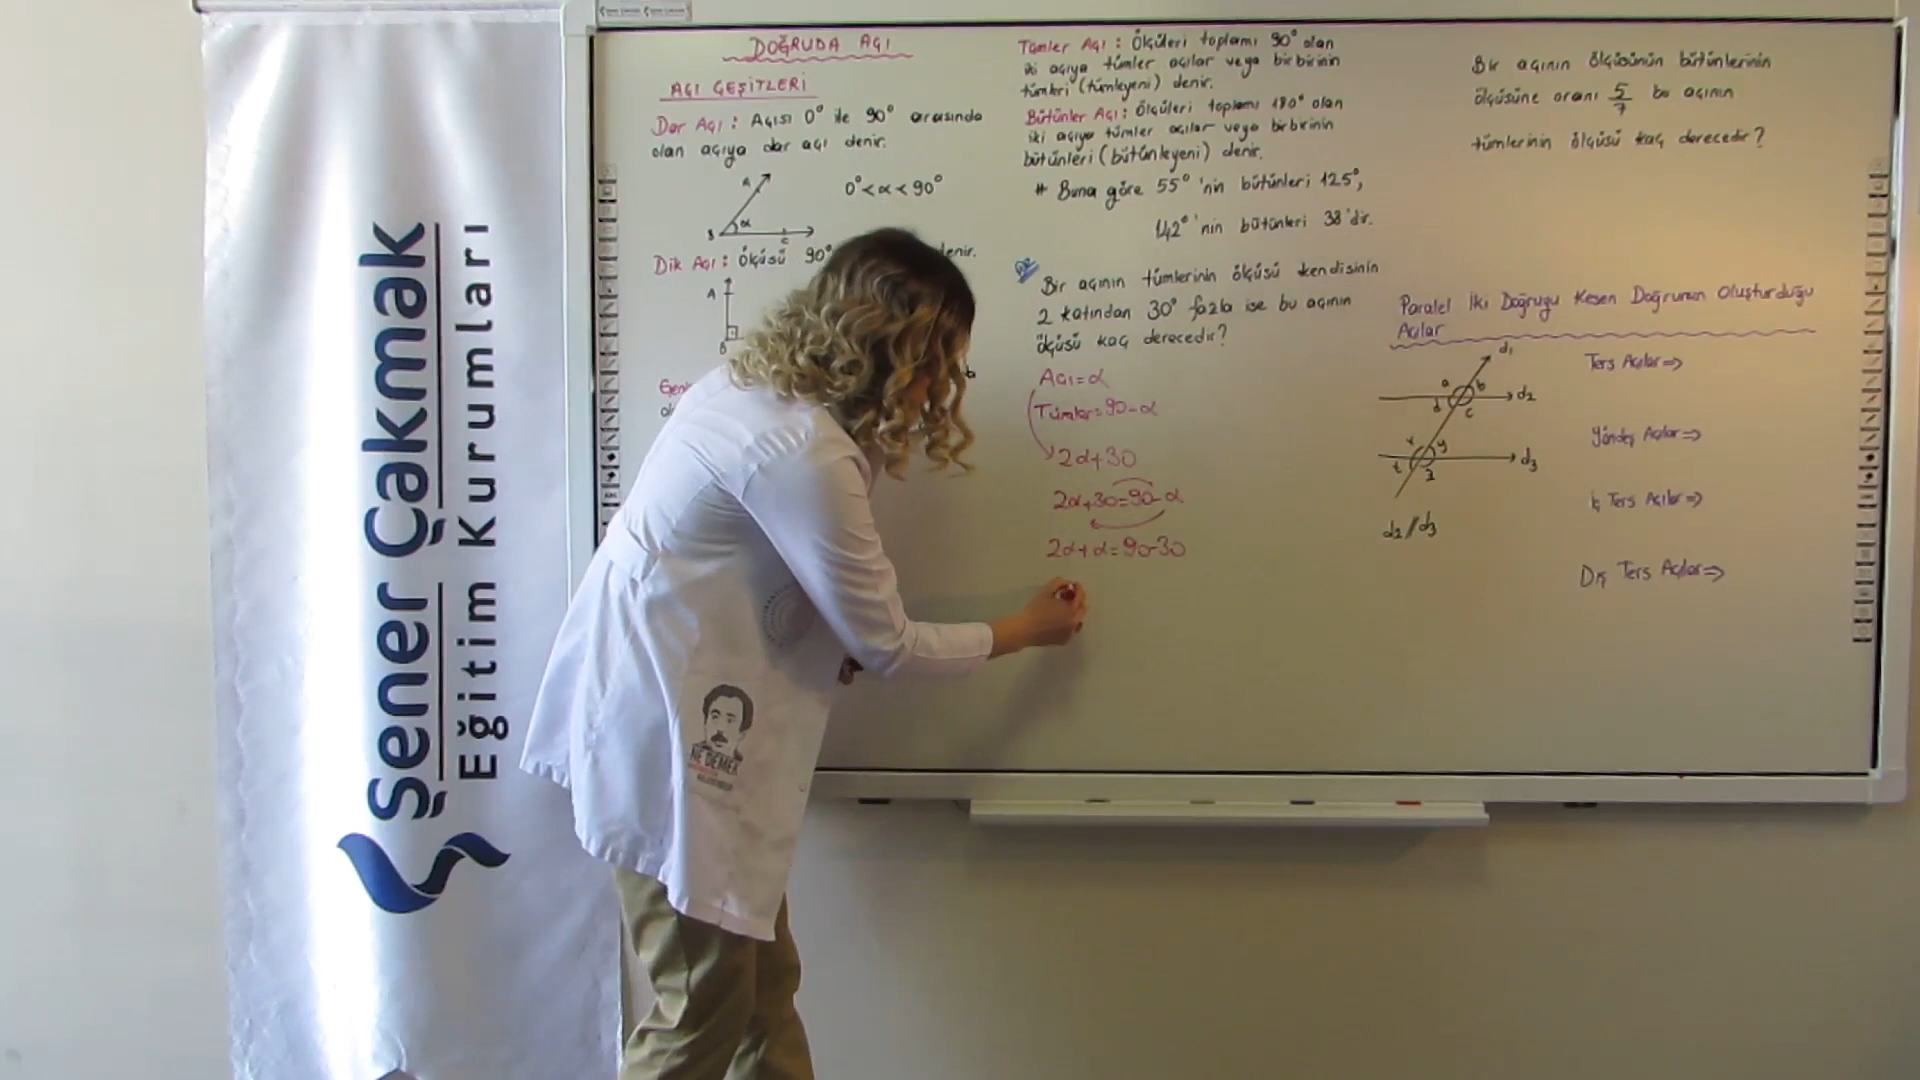 Şener Çakmak
Eğitim Kurumları
DOĞRUDA AÇI
AÇI ÇEŞİTLERİ
Dar Açı : Açısı 0° ile 90° arasında
olan açıya dar açı denir.
A
α
B
C
0° < α < 90°
Dik Açı : Ölçüsü 90°
denir.
A
B
Tümler Açı : Ölçüleri toplamı 90° olan
iki açıya tümler açılar veya birbirinin
tümleri (tümleyeni) denir.
Bütünler Açı : Ölçüleri toplamı 180° olan
iki açıya tümler açılar veya birbirinin
bütünleri (bütünleyeni) denir.
# Buna göre 55° 'nin bütünleri 125°,
142° 'nin bütünleri 38'dir.
Bir açının tümlerinin ölçüsü kendisinin
2 katından 30° fazla ise bu açının
ölçüsü kaç derecedir?
Açı=α
Tümler=90-α
2α+30
2α+30=90-α
2α+α=90-30
Bir açının ölçüsünün bütünlerinin
ölçüsüne oranı 5/7 bu açının
tümlerinin ölçüsü kaç derecedir?
Paralel İki Doğruyu Kesen Doğrunun Oluşturduğu
Açılar
d1
a
b
d2
d
c
x
y
d3
t
z
d2//d3
Ters Açılar⇒
Yöndeş Açılar⇒
İç Ters Açılar⇒
Dış Ters Açılar⇒
NE DEMEK